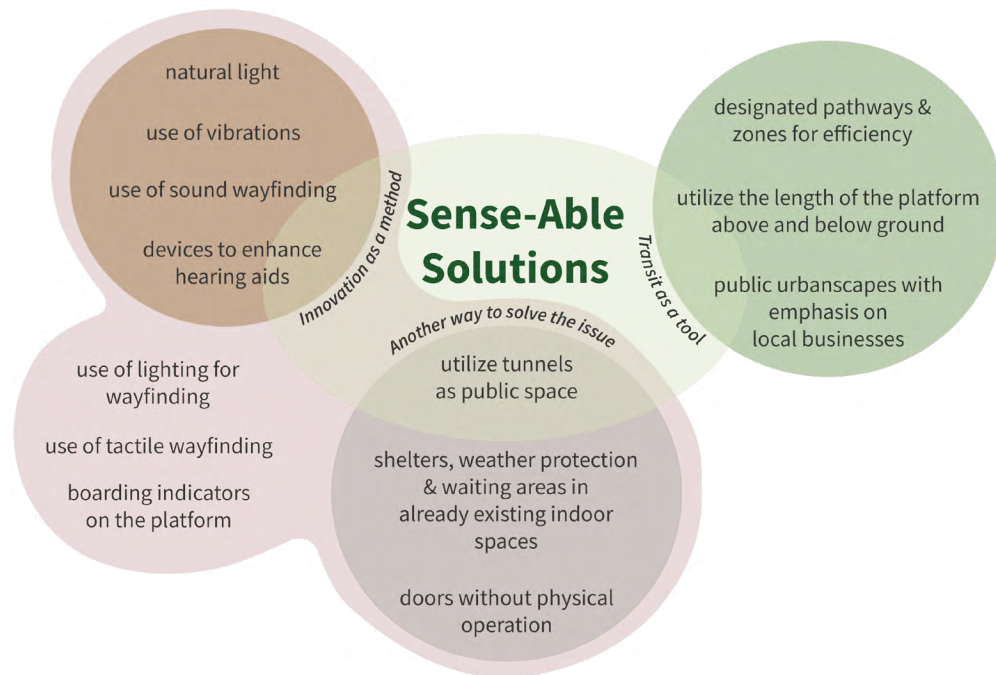 natural light
use of vibrations
use of sound wayfinding
devices to enhance
hearing aids
Innovation as a method
use of lighting for
wayfinding
use of tactile wayfinding
boarding indicators
on the platform
Sense-Able
Solutions
Another way to solve the issue
utilize tunnels
as public space
shelters, weather protection
& waiting areas in
already existing indoor
spaces
doors without physical
operation
Transit as a tool
designated pathways &
zones for efficiency
utilize the length of the platform
above and below ground
public urbanscapes with
emphasis on
local businesses